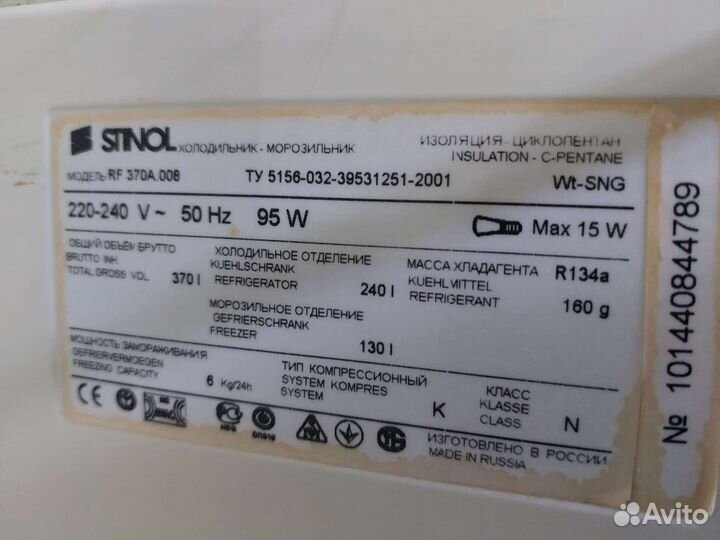 STINOL ХОЛОДИЛЬНИК - МОРОЗИЛЬНИК
ИЗОЛЯЦИЯ- ЦИКЛОПЕНТАН
INSULATION - C-PENTANE
МОДЕЛЬ RF 370A.008 ТУ 5156-032-39531251-2001 Wt-SNG
220-240 V ~ 50 Hz 95 W Max 15 W
ОБЩИЙ ОБЪЁМ БРУТТО
BRUTTO INH.
TOTAL GROSS VOL 370 l
ХОЛОДИЛЬНОЕ ОТДЕЛЕНИЕ
KUEHLSCHRANK
REFRIGERATOR 240 l
МАССА ХЛАДАГЕНТА R134a
KUEHLMITTEL
REFRIGERANT 160 g
МОРОЗИЛЬНОЕ ОТДЕЛЕНИЕ
GEFRIERSCHRANK
FREEZER 130 l
МОЩНОСТЬ ЗАМОРАЖИВАНИЯ
GEFRIERVERMOEGEN
FREEZING CAPACITY 6 Kg/24h
ТИП КОМПРЕССИОННЫЙ
SYSTEM KOMPRES
SYSTEM K
КЛАСС
KLASSE
CLASS N
CE
ИЗГОТОВЛЕНО В РОССИИ
MADE IN RUSSIA
№ 101440844789
Avito